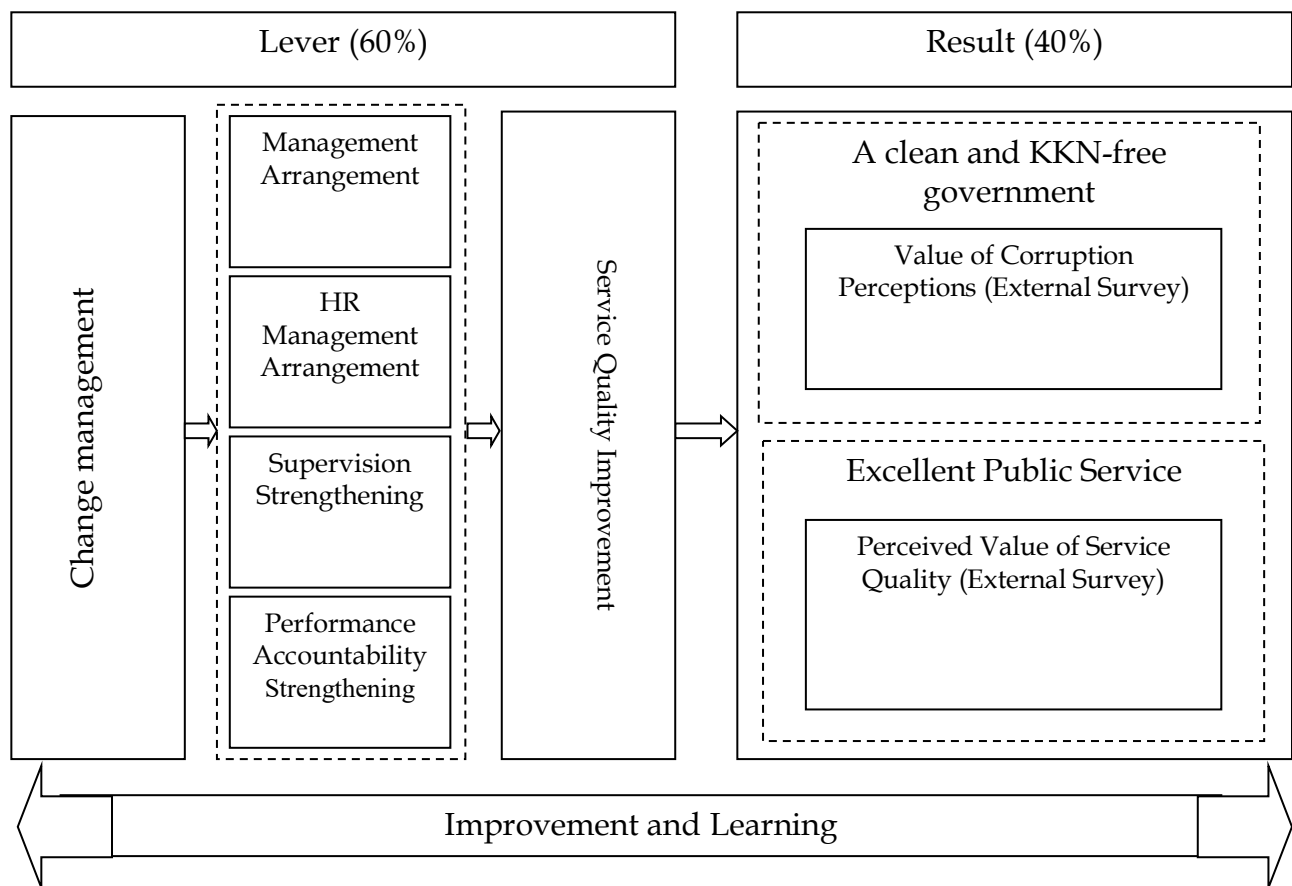 Lever (60%)
Result (40%)
Change management
Management
Arrangement
HR
Management
Arrangement
Supervision
Strengthening
Performance
Accountability
Strengthening
Service Quality Improvement
A clean and KKN-free
government
Value of Corruption
Perceptions (External Survey)
Excellent Public Service
Perceived Value of Service
Quality (External Survey)
Improvement and Learning